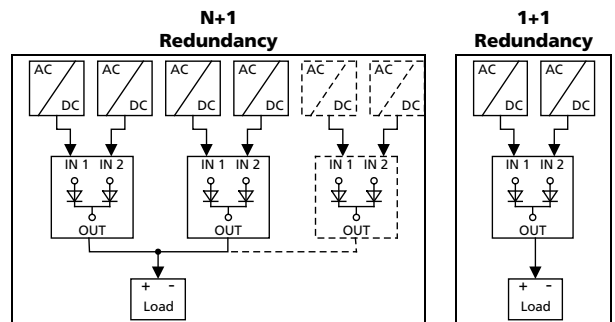 N+1
Redundancy
1+1
Redundancy
AC AC AC AC AC AC AC AC
DC DC DC DC DC DC DC DC
IN 1 IN 2 IN 1 IN 2 IN 1 IN 2 IN 1 IN 2
OUT OUT OUT OUT
+ - + -
Load Load